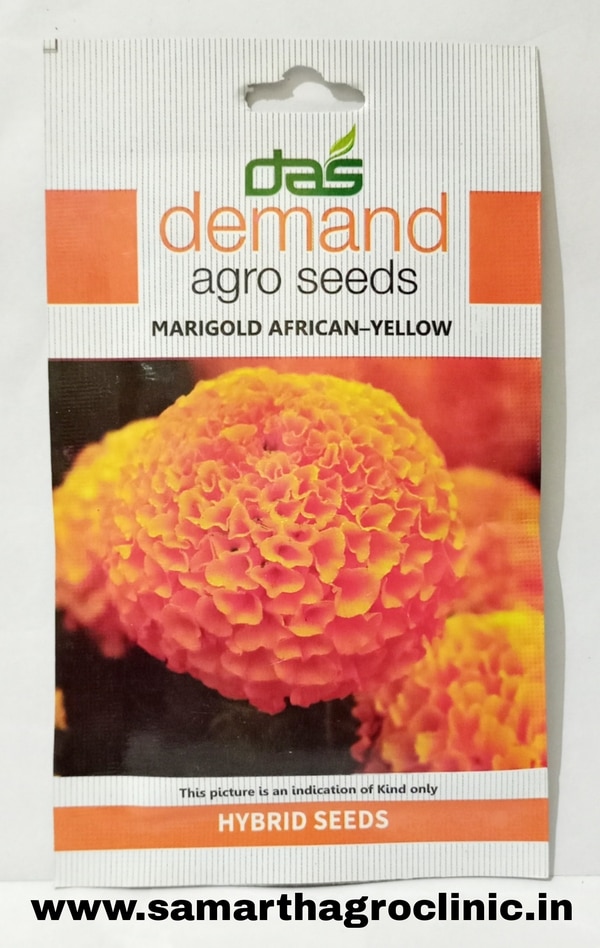 das
demand
agro seeds
MARIGOLD AFRICAN–YELLOW
This picture is an indication of Kind only
HYBRID SEEDS
www.samarthagroclinic.in